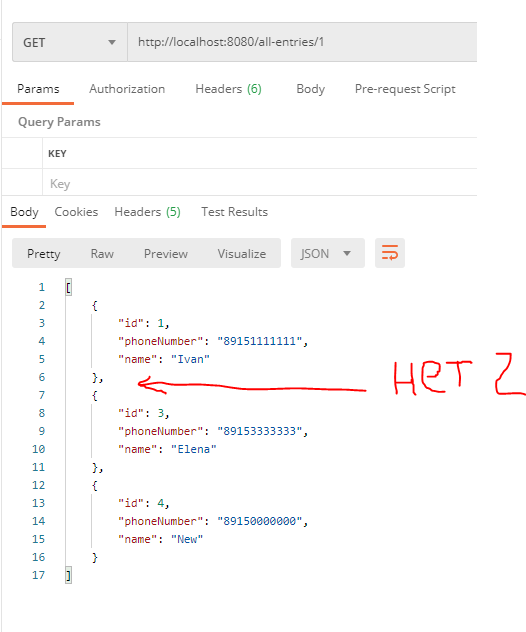 GET http://localhost:8080/all-entries/1
Params Authorization Headers (6) Body Pre-request Script
Query Params
KEY
Key
Body Cookies Headers (5) Test Results
Pretty Raw Preview Visualize JSON
1 [
2 {
3 "id": 1,
4 "phoneNumber": "89151111111",
5 "name": "Ivan"
6 },
нет 2
7 {
8 "id": 3,
9 "phoneNumber": "89153333333",
10 "name": "Elena"
11 },
12 {
13 "id": 4,
14 "phoneNumber": "89150000000",
15 "name": "New"
16 }
17 ]